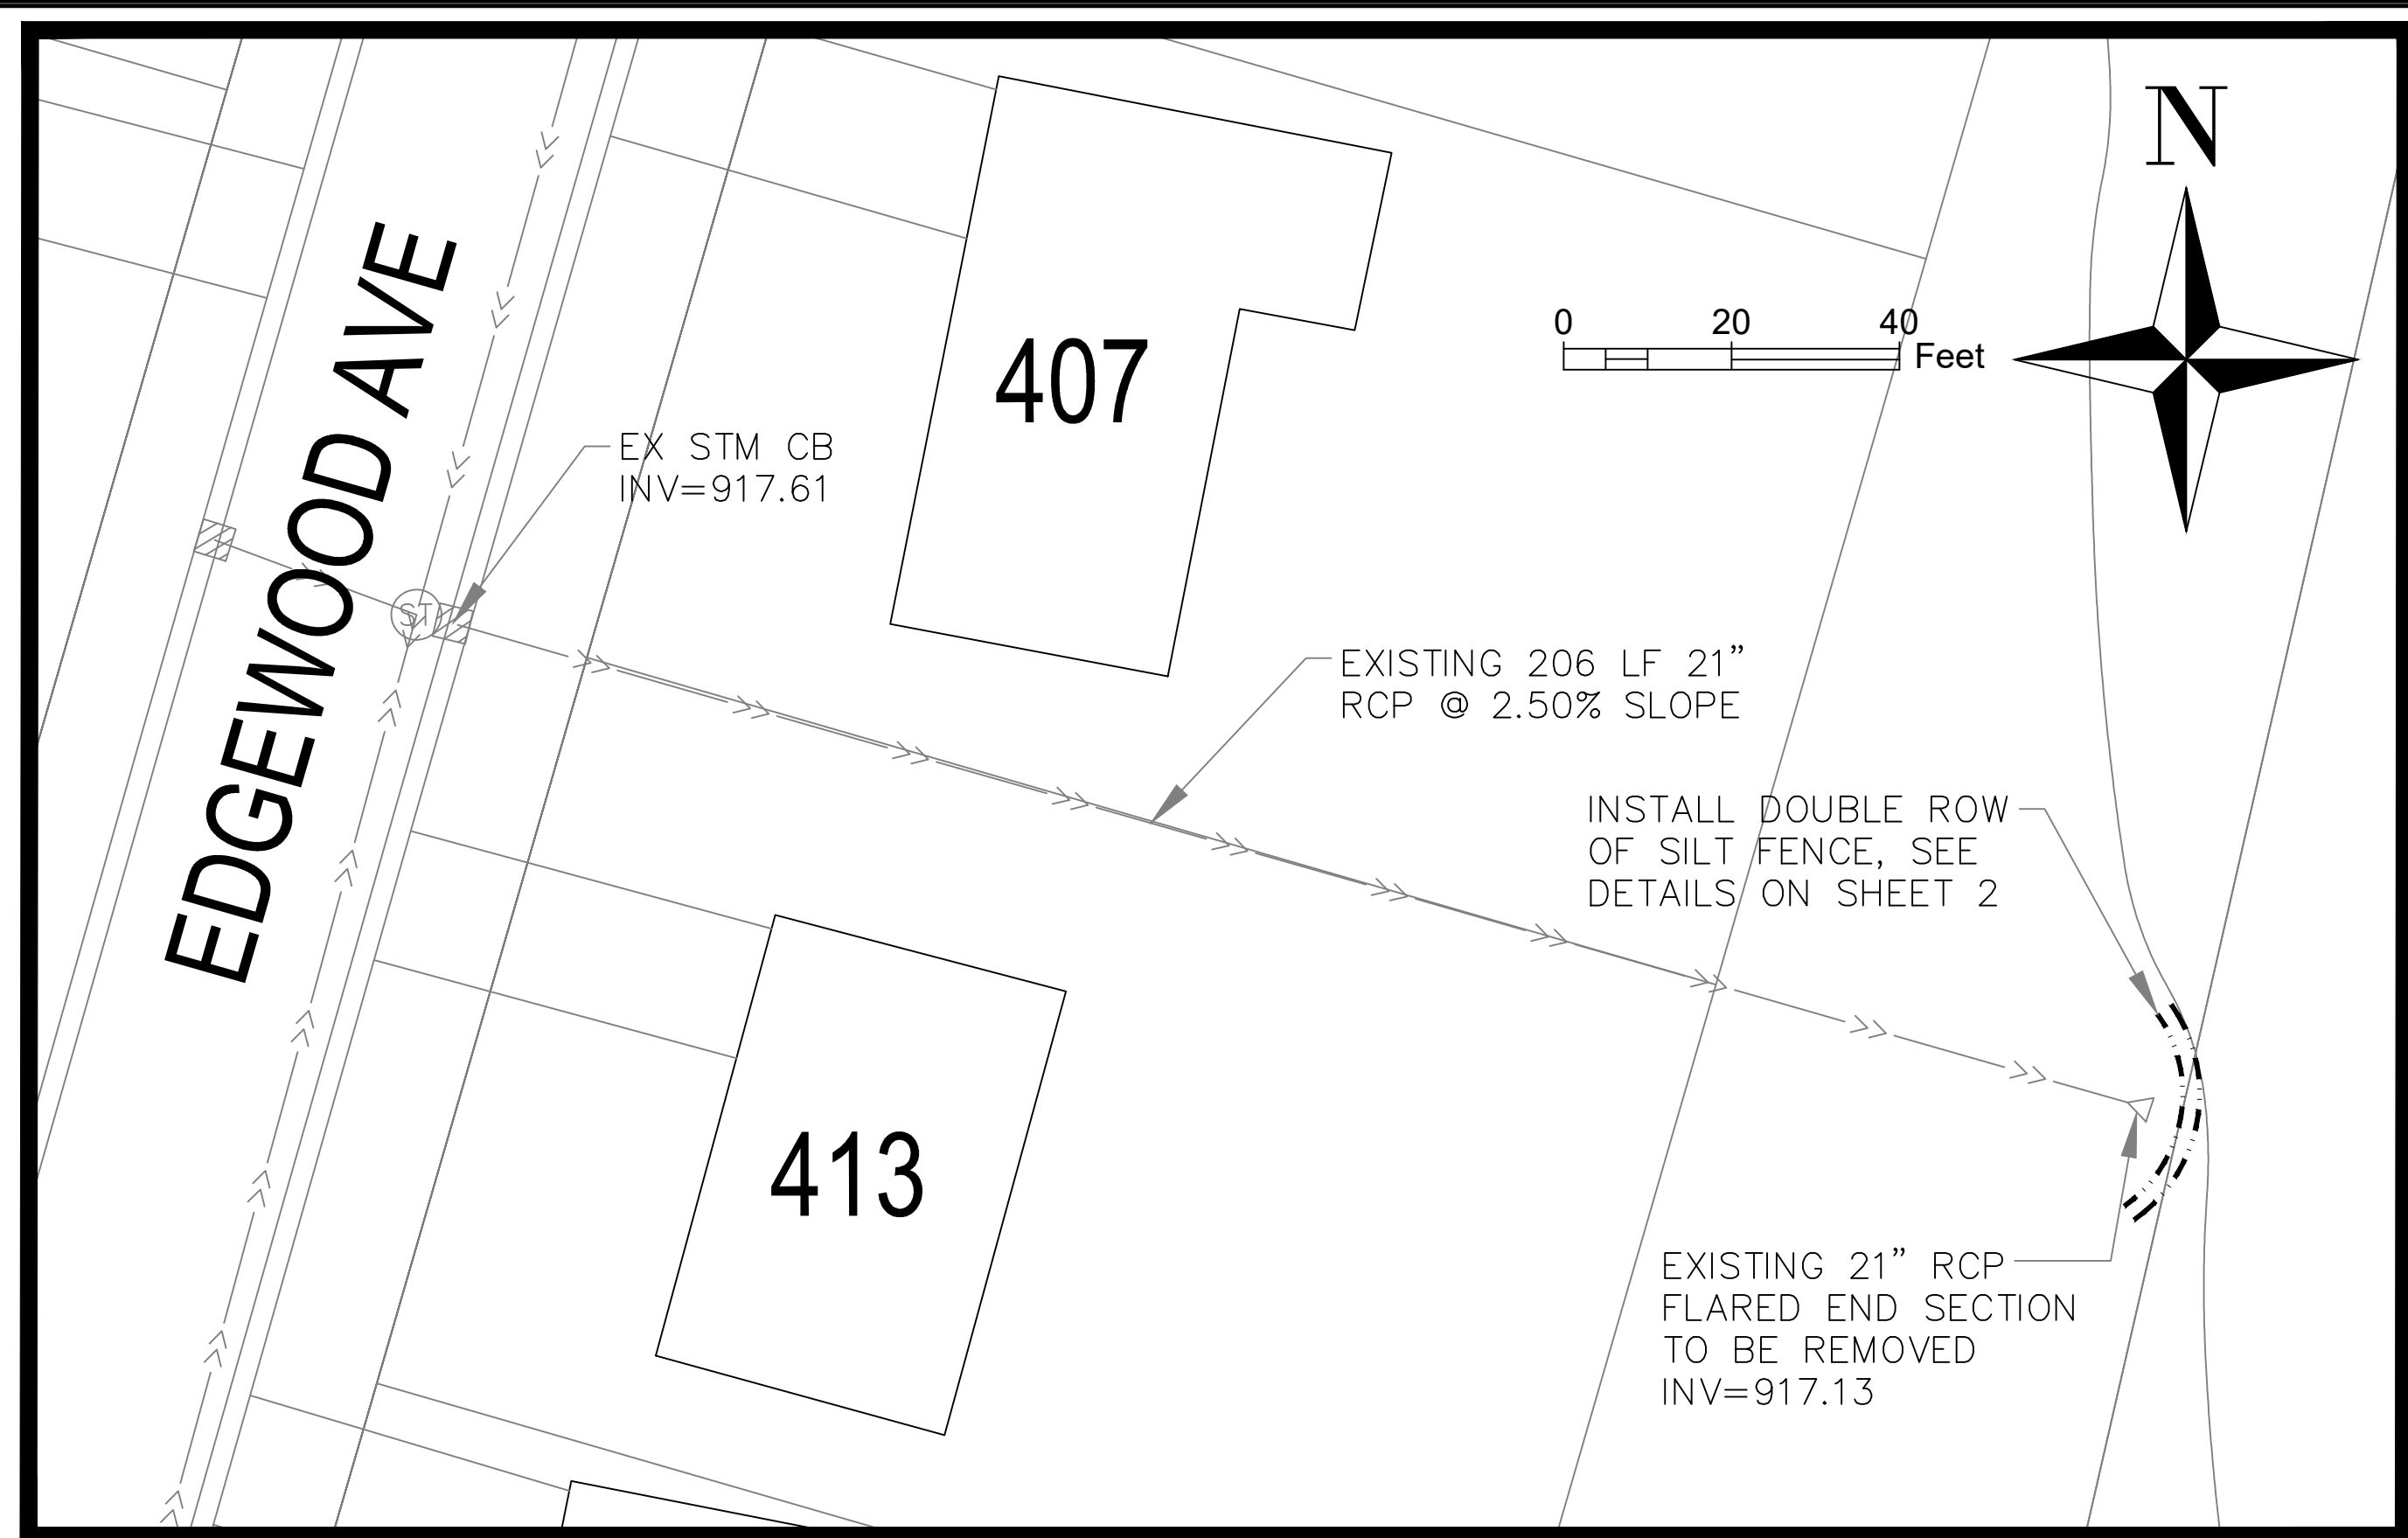 N
0 20 40
Feet
407
EDGEWOOD AVE
EX STM CB
INV=917.61
ST
EXISTING 206 LF 21”
RCP @ 2.50% SLOPE
INSTALL DOUBLE ROW
OF SILT FENCE, SEE
DETAILS ON SHEET 2
413
EXISTING 21” RCP
FLARED END SECTION
TO BE REMOVED
INV=917.13